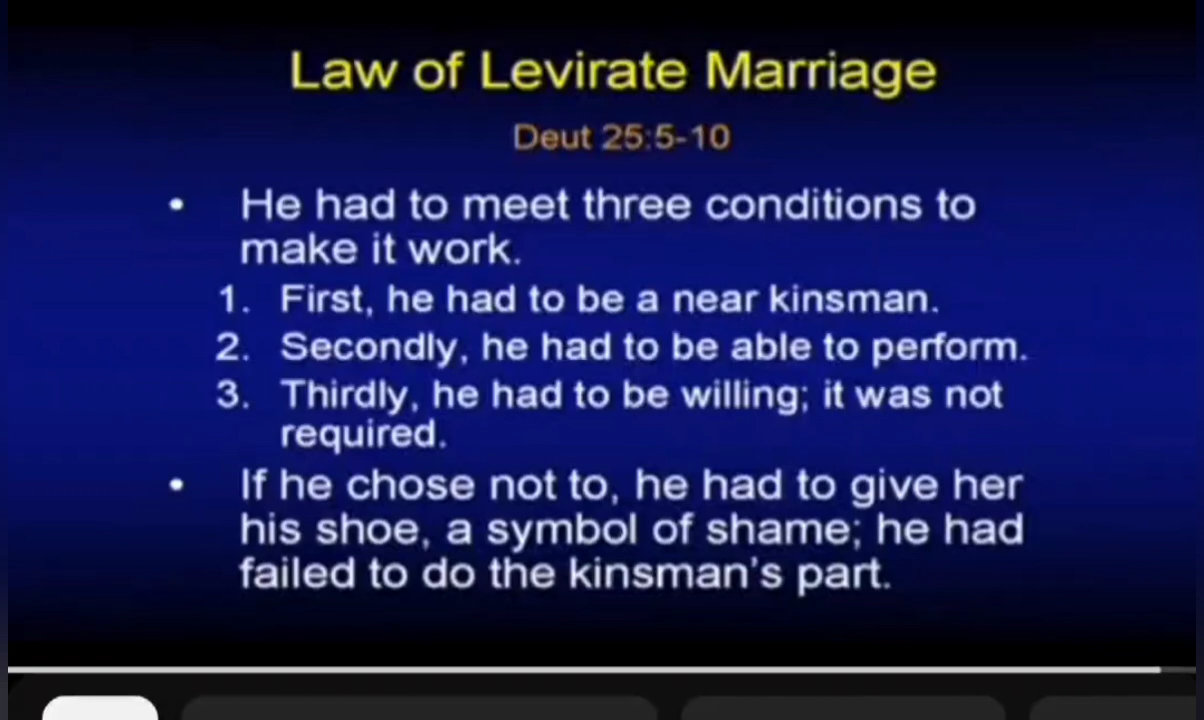 Law of Levirate Marriage
Deut 25:5-10
• He had to meet three conditions to
make it work.
1. First, he had to be a near kinsman.
2. Secondly, he had to be able to perform.
3. Thirdly, he had to be willing; it was not
required.
• If he chose not to, he had to give her
his shoe, a symbol of shame; he had
failed to do the kinsman's part.